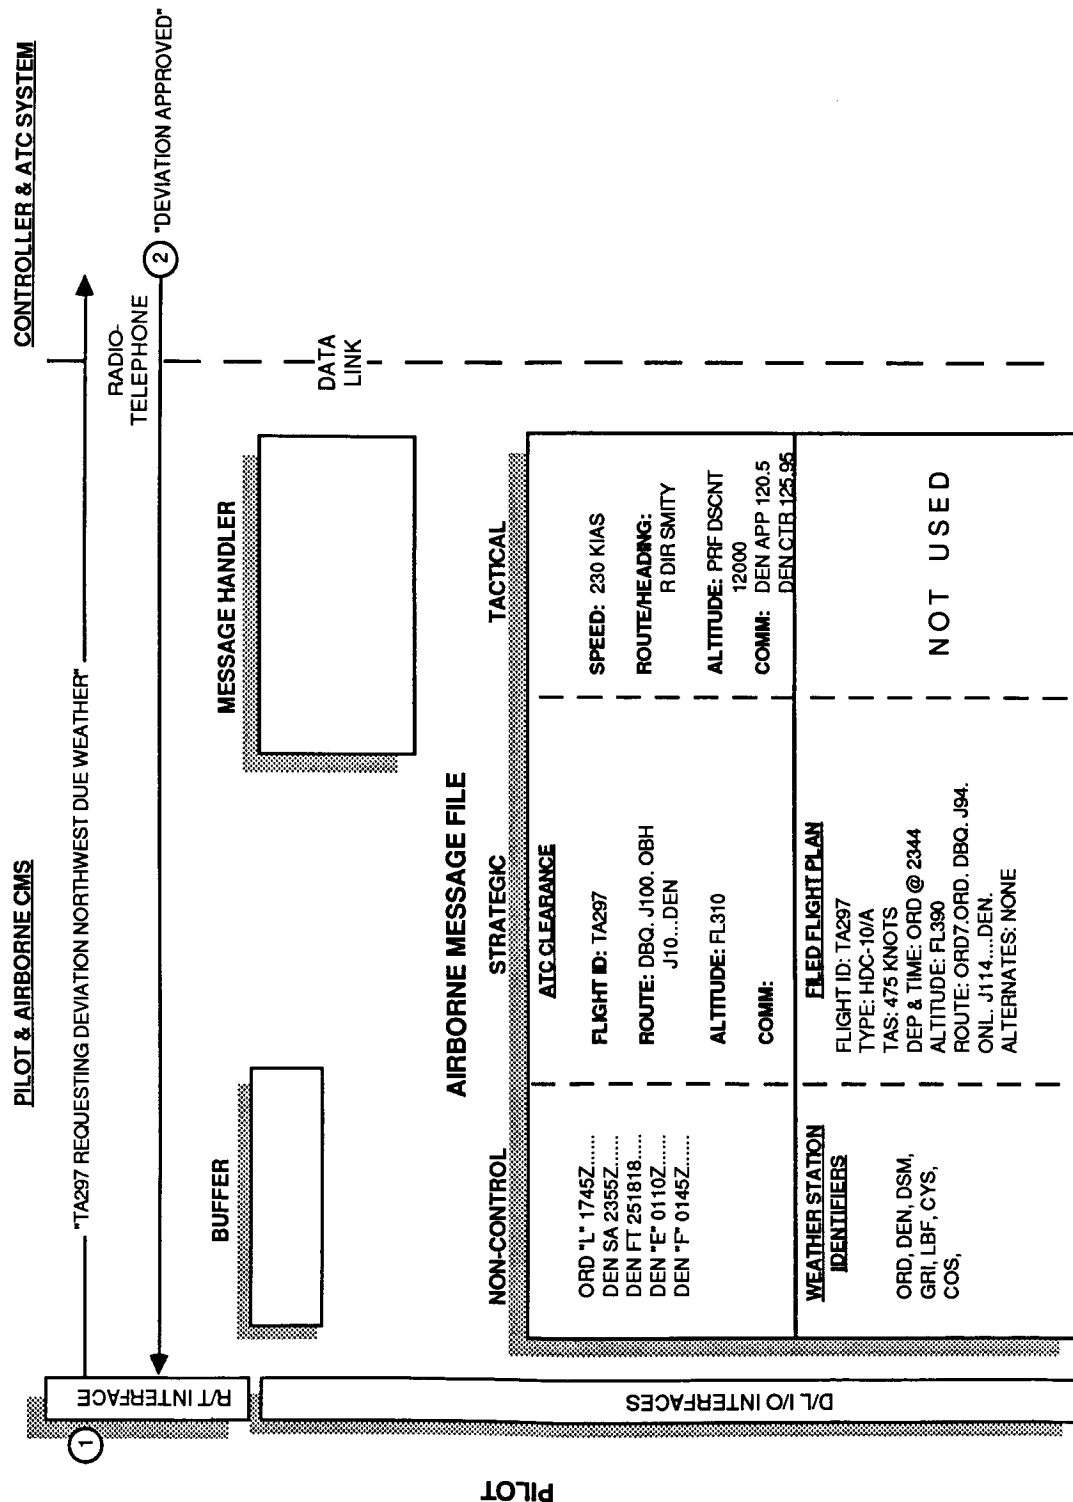 PILOT & AIRBORNE CMS
CONTROLLER & ATC SYSTEM
1
"TA297 REQUESTING DEVIATION NORTHWEST DUE WEATHER"
RADIO-
TELEPHONE
2
"DEVIATION APPROVED"
R/T INTERFACE
BUFFER
MESSAGE HANDLER
DATA
LINK
PILOT
D/L I/O INTERFACES
AIRBORNE MESSAGE FILE
NON-CONTROL
STRATEGIC
TACTICAL
ORD "L" 1745Z......
DEN SA 2355Z......
DEN FT 251818......
DEN "E" 0110Z......
DEN "F" 0145Z......
ATC CLEARANCE
FLIGHT ID: TA297
ROUTE: DBQ. J100. OBH
J10...DEN
ALTITUDE: FL310
COMM:
SPEED: 230 KIAS
ROUTE/HEADING:
R DIR SMITY
ALTITUDE: PRF DSCNT
12000
COMM: DEN APP 120.5
DEN CTR 125.95
WEATHER STATION
IDENTIFIERS
ORD, DEN, DSM,
GRI, LBF, CYS,
COS,
FILED FLIGHT PLAN
FLIGHT ID: TA297
TYPE: HDC-10/A
TAS: 475 KNOTS
DEP & TIME: ORD @ 2344
ALTITUDE: FL390
ROUTE: ORD7.ORD. DBQ. J94.
ONL. J114....DEN.
ALTERNATES: NONE
NOT USED